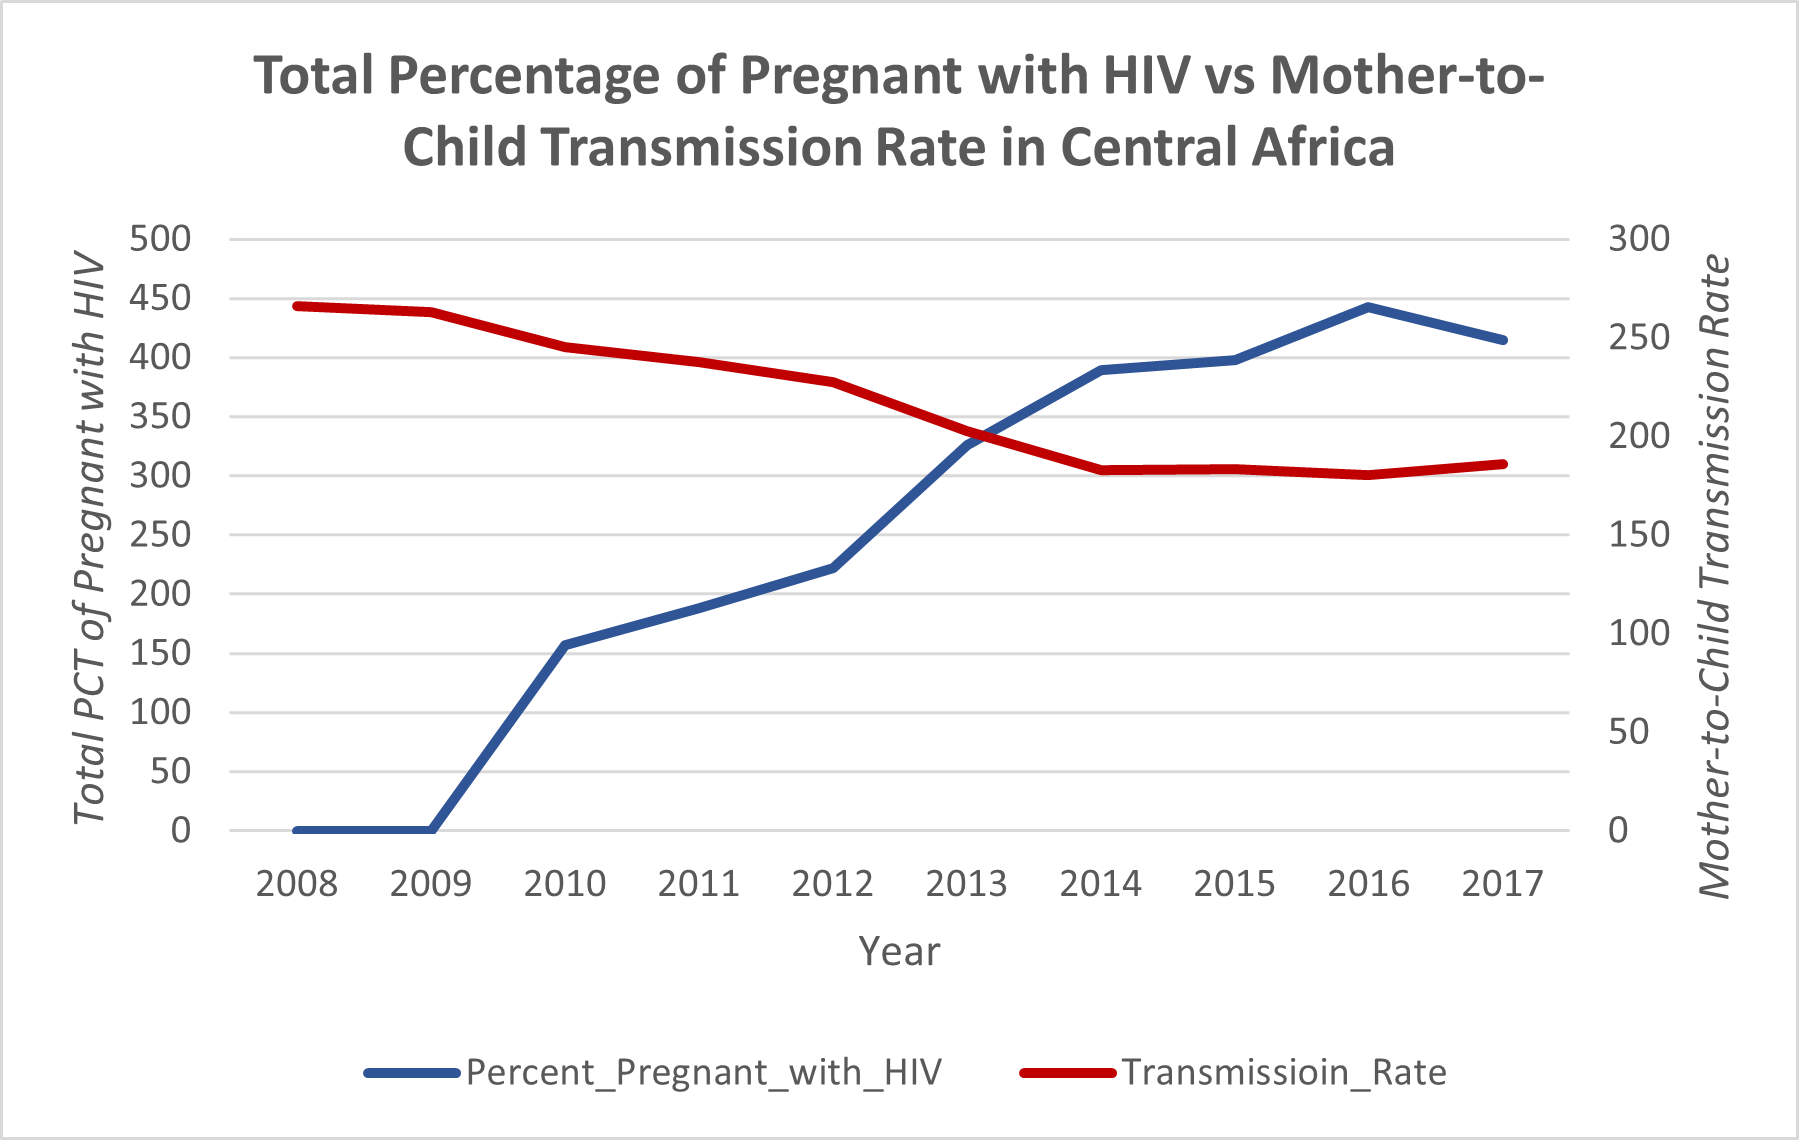 Total Percentage of Pregnant with HIV vs Mother-to-
Child Transmission Rate in Central Africa
Total PCT of Pregnant with HIV
500
450
400
350
300
250
200
150
100
50
0
300
250
200
150
100
50
0
Mother-to-Child Transmission Rate
2008 2009 2010 2011 2012 2013 2014 2015 2016 2017
Year
Percent_Pregnant_with_HIV Transmissioin_Rate